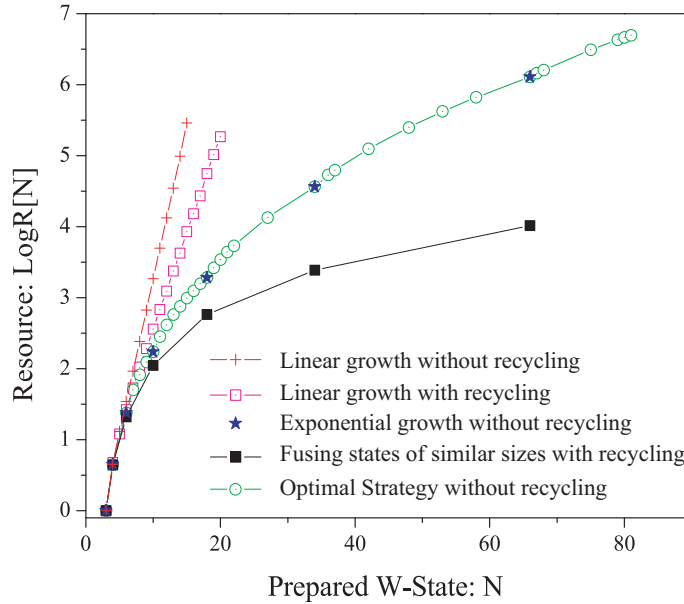 7
6
5
4
3
2
1
0
Resource: LogR[N]
Linear growth without recycling
Linear growth with recycling
Exponential growth without recycling
Fusing states of similar sizes with recycling
Optimal Strategy without recycling
0 20 40 60 80
Prepared W-State: N